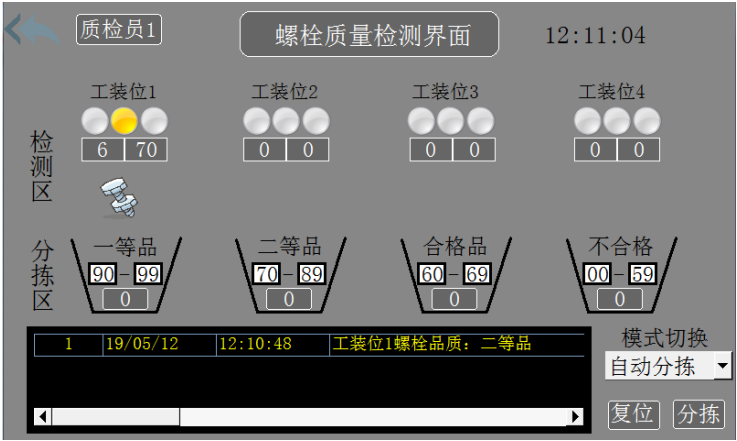 质检员1
螺栓质量检测界面
12:11:04
工装位1 工装位2 工装位3 工装位4
检测区
6 70 0 0 0 0 0 0
分拣区
一等品 二等品 合格品 不合格
90-99 70-89 60-69 00-59
0 0 0 0
1 19/05/12 12:10:48 工装位1螺栓品质：二等品
模式切换
自动分拣
复位 分拣